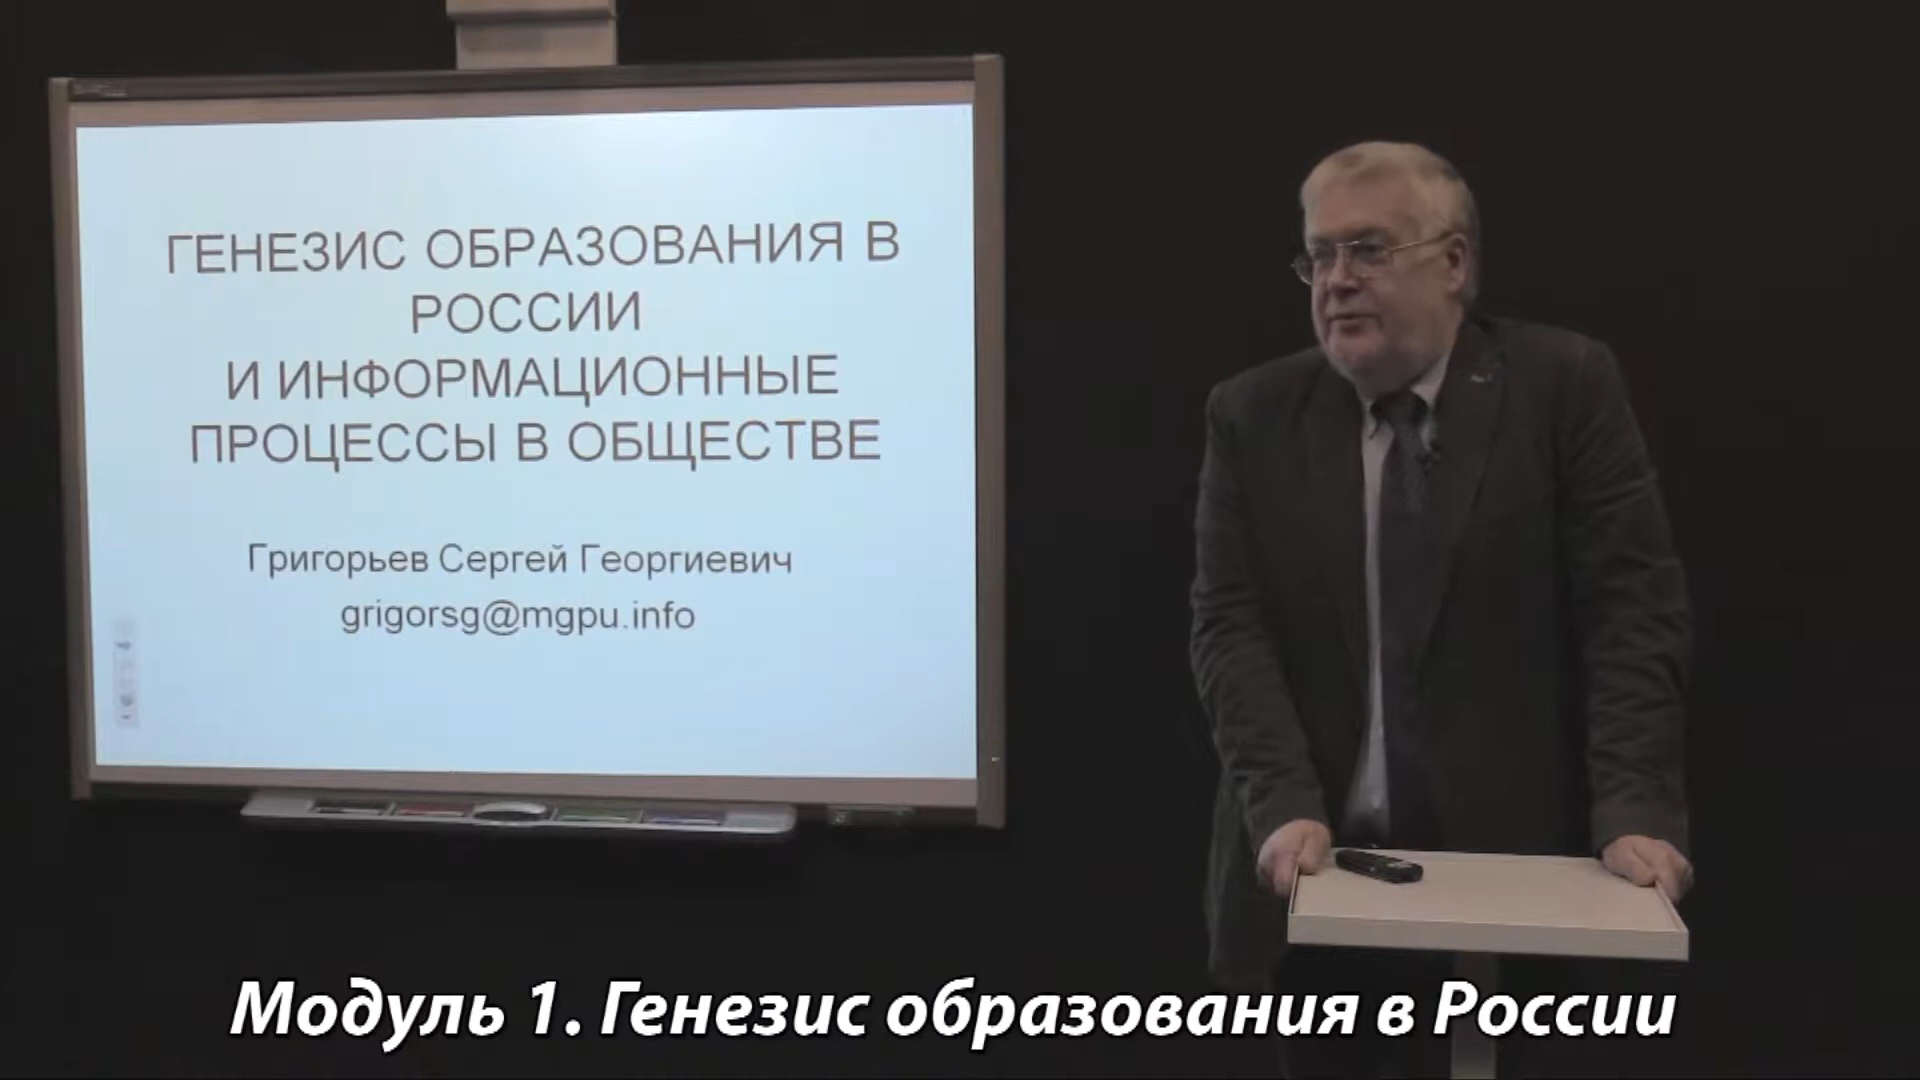 ГЕНЕЗИС ОБРАЗОВАНИЯ В
РОССИИ
И ИНФОРМАЦИОННЫЕ
ПРОЦЕССЫ В ОБЩЕСТВЕ
Григорьев Сергей Георгиевич
grigorsg@mgpu.info
Модуль 1. Генезис образования в России